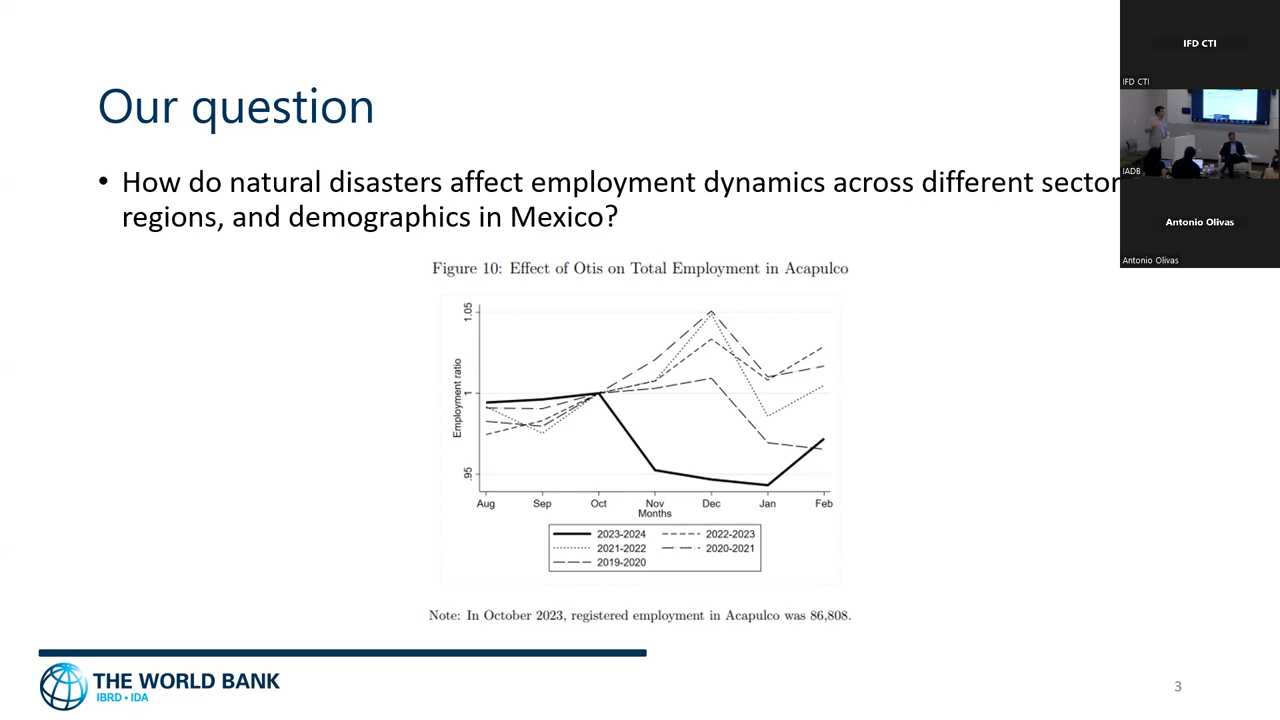 Our question
• How do natural disasters affect employment dynamics across different sector
regions, and demographics in Mexico?
Figure 10: Effect of Otis on Total Employment in Acapulco
1.05
1
.95
Employment ratio
Aug Sep Oct Nov Dec Jan Feb
Months
2023-2024 2022-2023
2021-2022 2020-2021
2019-2020
Note: In October 2023, registered employment in Acapulco was 86,808.
THE WORLD BANK
IBRD • IDA
3
IFD CTI
IFD CTI
IADB
Antonio Olivas
Antonio Olivas